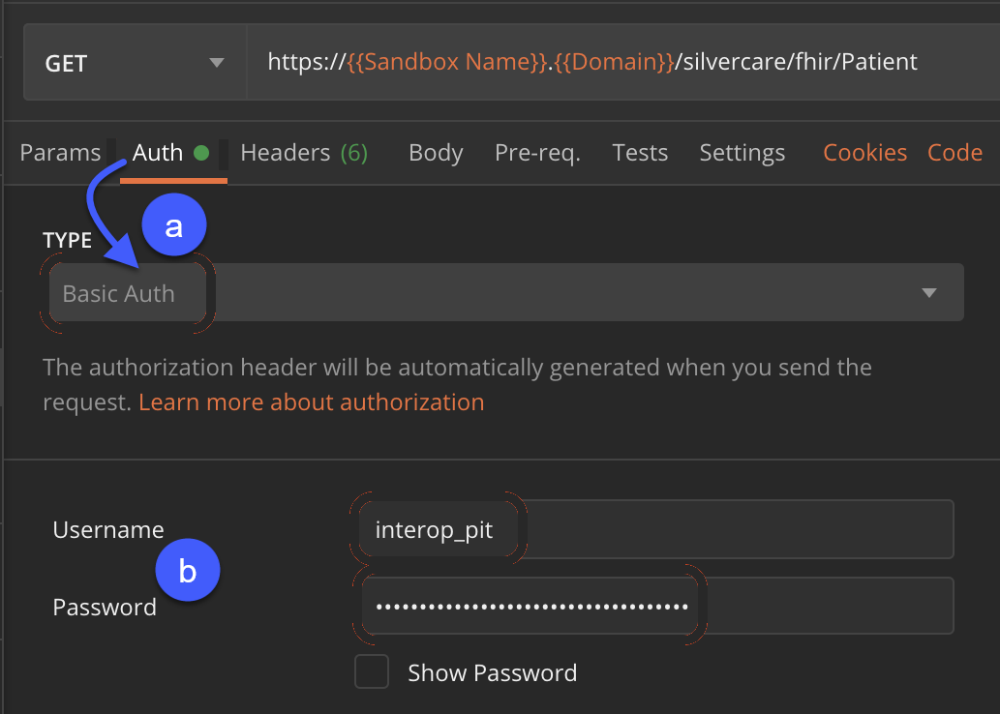 GET
https://{{Sandbox Name}}.{{Domain}}/silvercare/fhir/Patient
Params Auth Headers (6) Body Pre-req. Tests Settings Cookies Code
a
TYPE
Basic Auth
The authorization header will be automatically generated when you send the
request. Learn more about authorization
Username
interop_pit
b
Password
••••••••••••••••••••••••••••••••••••
Show Password